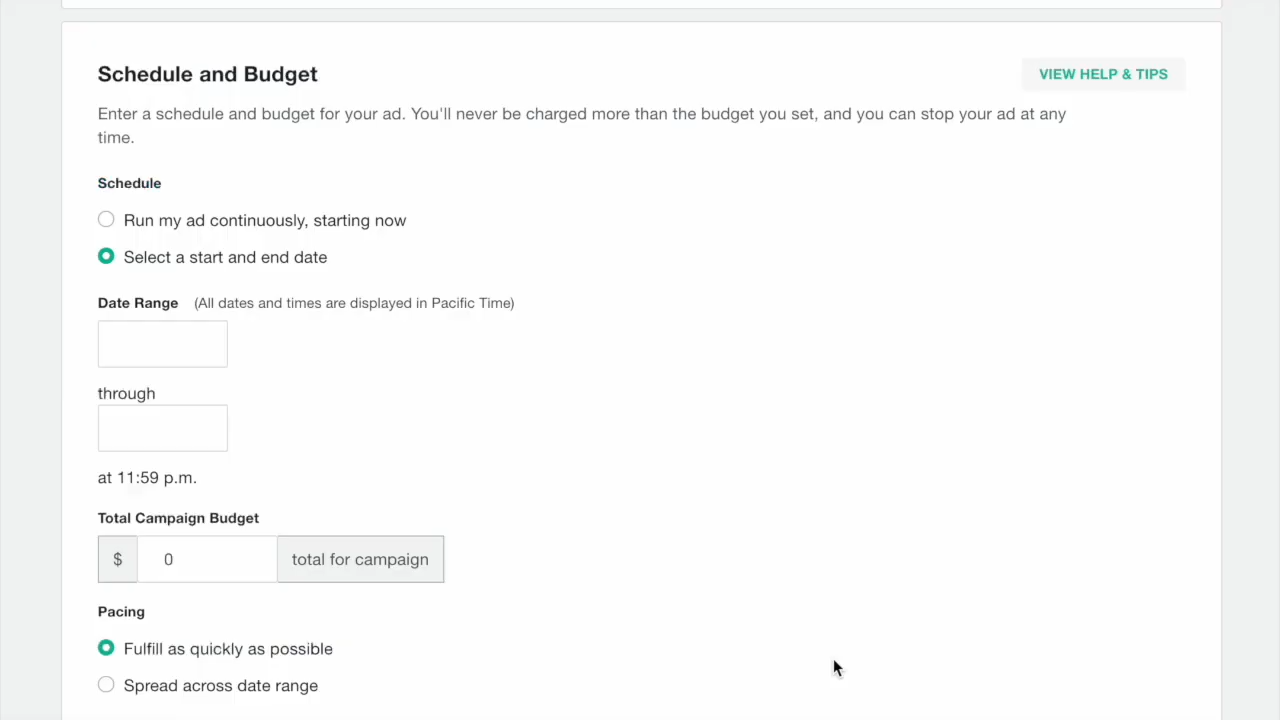 Schedule and Budget
VIEW HELP & TIPS
Enter a schedule and budget for your ad. You'll never be charged more than the budget you set, and you can stop your ad at any
time.
Schedule
Run my ad continuously, starting now
Select a start and end date
Date Range (All dates and times are displayed in Pacific Time)
through
at 11:59 p.m.
Total Campaign Budget
$ 0 total for campaign
Pacing
Fulfill as quickly as possible
Spread across date range